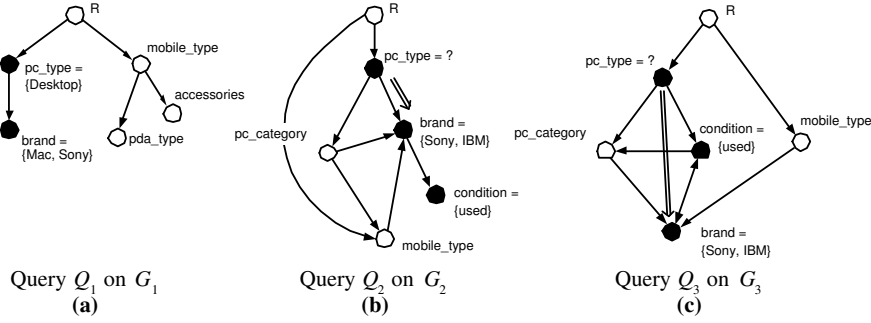 R
pc_type =
{Desktop}
mobile_type
accessories
brand =
{Mac, Sony}
pda_type
Query Q1 on G1
(a)
R
pc_type = ?
pc_category
brand =
{Sony, IBM}
condition =
{used}
mobile_type
Query Q2 on G2
(b)
R
pc_type = ?
pc_category
condition =
{used}
mobile_type
brand =
{Sony, IBM}
Query Q3 on G3
(c)